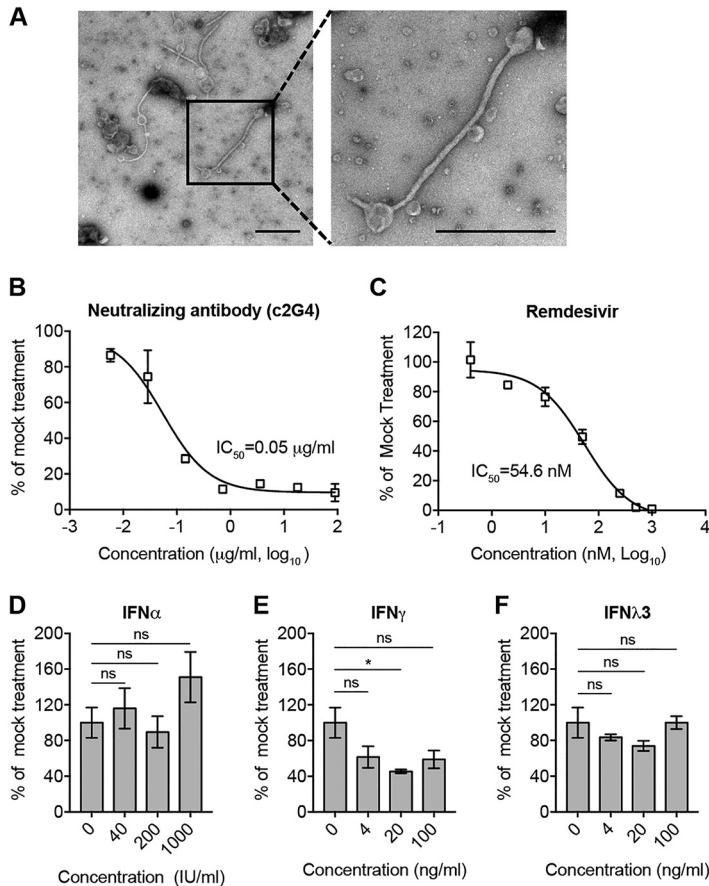 A
B
Neutralizing antibody (c2G4)
% of mock treatment
100
80
60
40
20
0
IC50=0.05 μg/ml
-3 -2 -1 0 1 2
Concentration (μg/ml, log10)
C
Remdesivir
% of Mock Treatment
120
100
80
60
40
20
0
IC50=54.6 nM
-1 0 1 2 3 4
Concentration (nM, Log10)
D
IFNα
% of mock treatment
200
160
120
80
40
0
ns
ns
ns
0 40 200 1000
Concentration (IU/ml)
E
IFNγ
% of mock treatment
200
160
120
80
40
0
ns
*
ns
0 4 20 100
Concentration (ng/ml)
F
IFNλ3
% of mock treatment
200
160
120
80
40
0
ns
ns
ns
0 4 20 100
Concentration (ng/ml)